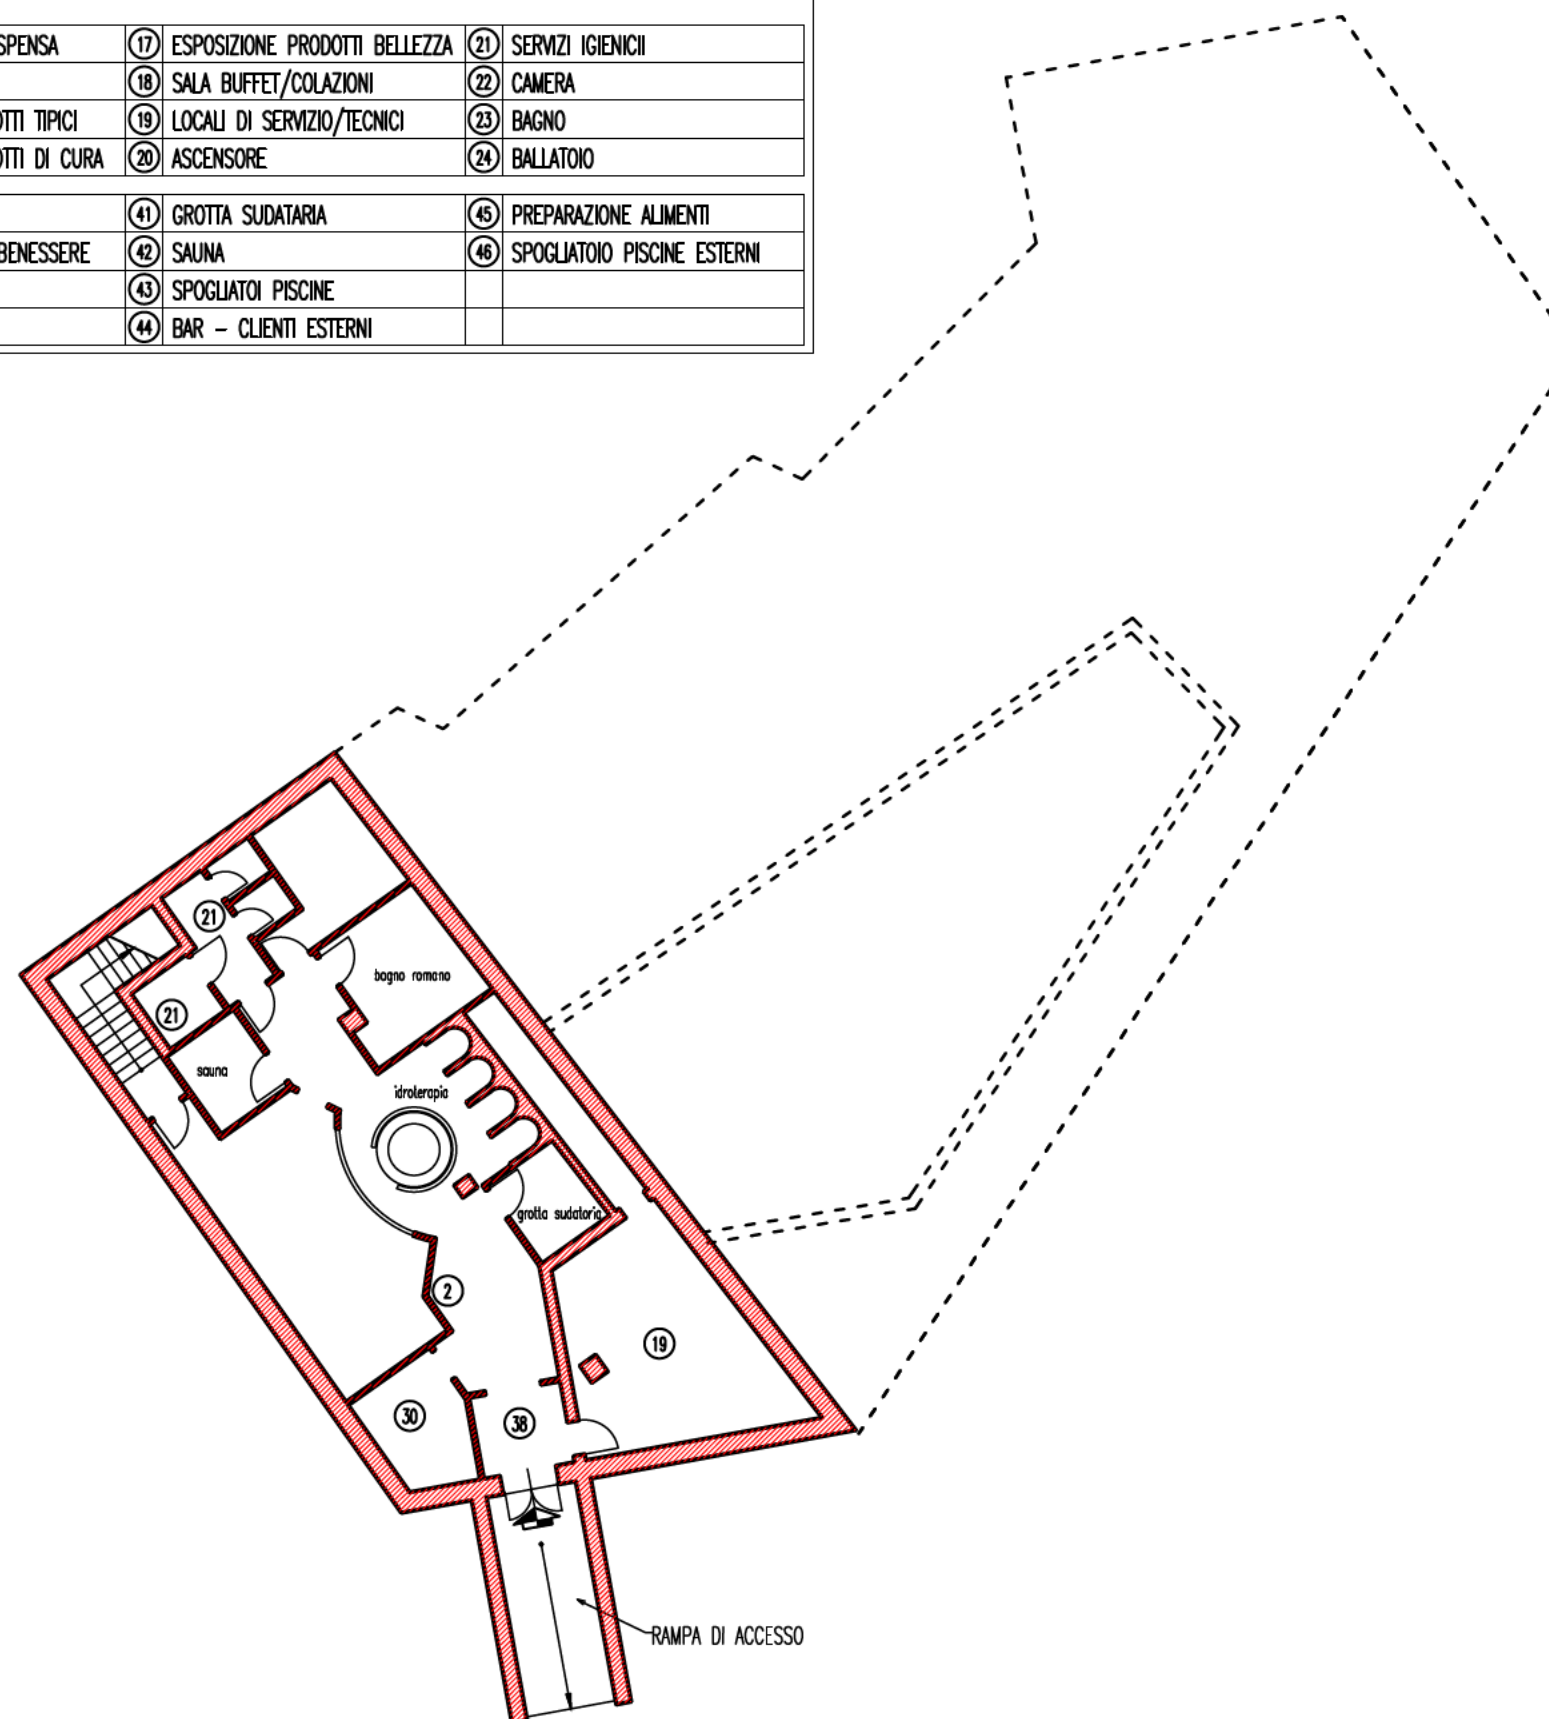 SPENSA 17 ESPOSIZIONE PRODOTTI BELLEZZA 21 SERVIZI IGIENICII
18 SALA BUFFET/COLAZIONI 22 CAMERA
OTTI TIPICI 19 LOCALI DI SERVIZIO/TECNICI 23 BAGNO
OTTI DI CURA 20 ASCENSORE 24 BALLATOIO
41 GROTTA SUDATARIA 45 PREPARAZIONE ALIMENTI
BENESSERE 42 SAUNA 46 SPOGLIATOIO PISCINE ESTERNI
43 SPOGLIATOI PISCINE
44 BAR - CLIENTI ESTERNI
21
bagno romano
21
sauna
idroterapia
grotta sudatoria
2
19
30
38
RAMPA DI ACCESSO